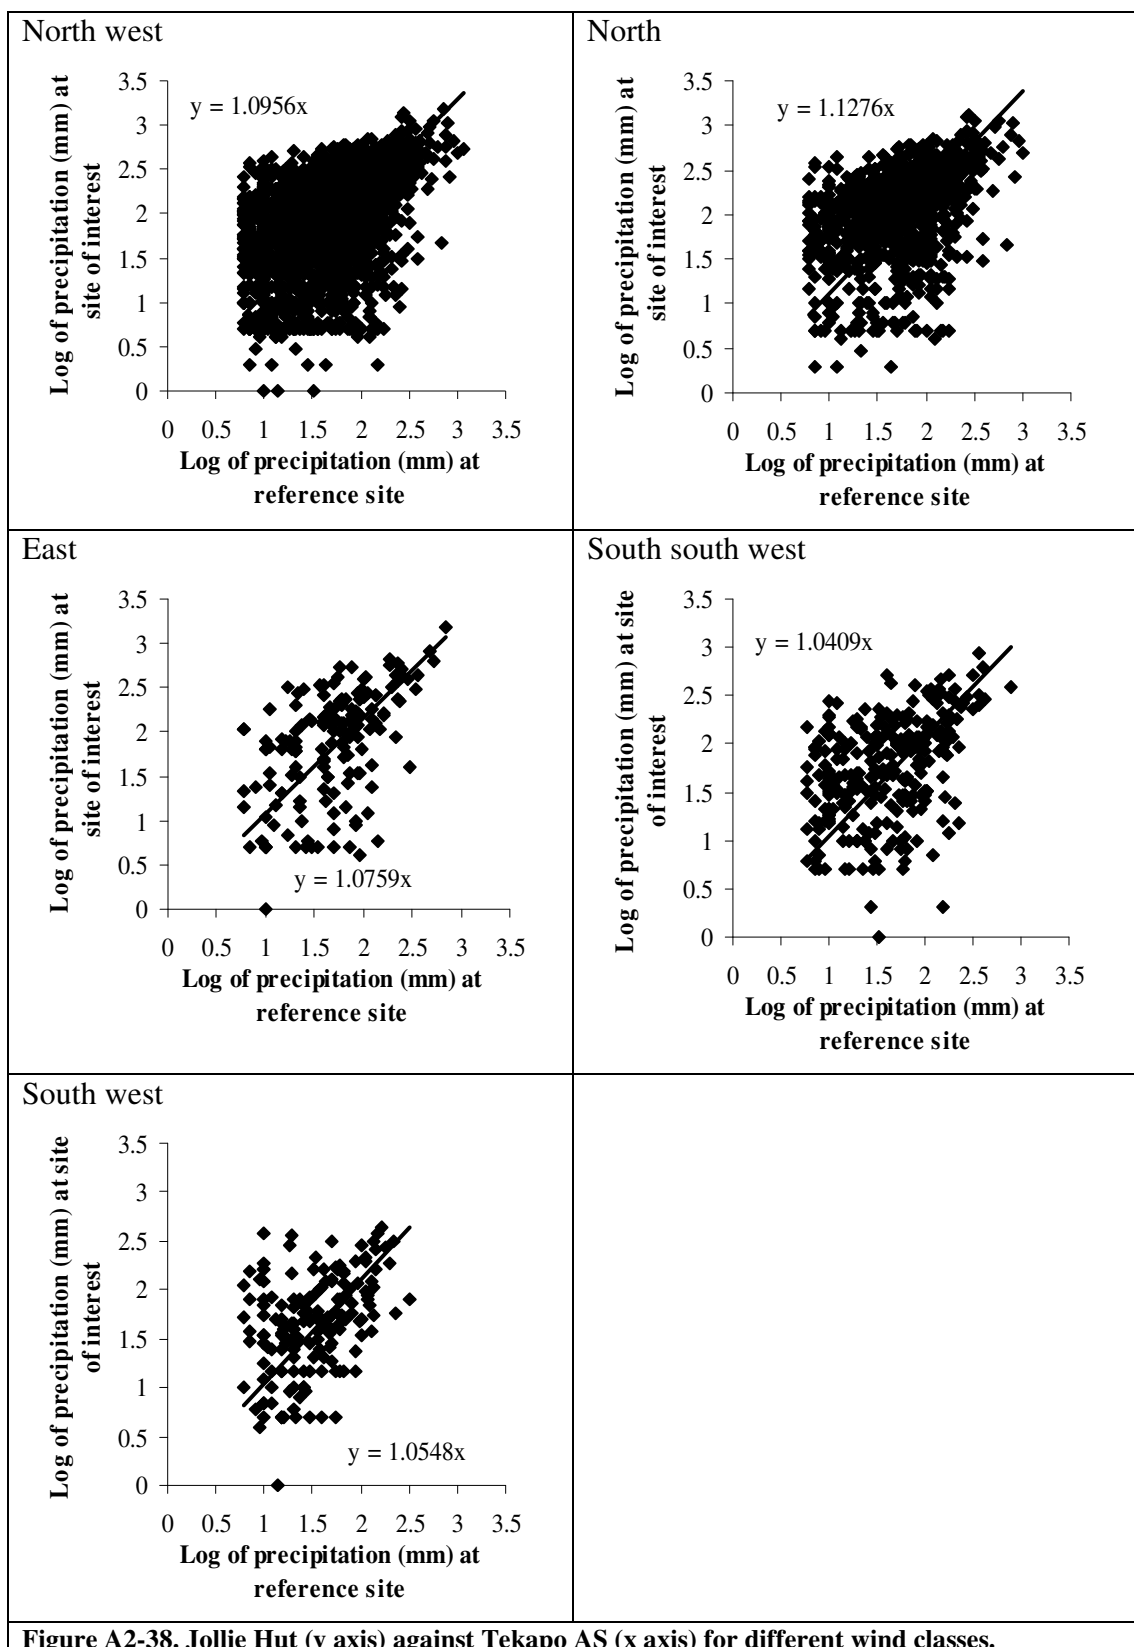 North west
3.5
3
2.5
2
1.5
1
0.5
0
0 0.5 1 1.5 2 2.5 3 3.5
y = 1.0956x
Log of precipitation (mm) at
site of interest
Log of precipitation (mm) at
reference site
North
3.5
3
2.5
2
1.5
1
0.5
0
0 0.5 1 1.5 2 2.5 3 3.5
y = 1.1276x
Log of precipitation (mm) at
site of interest
Log of precipitation (mm) at
reference site
East
3.5
3
2.5
2
1.5
1
0.5
0
0 0.5 1 1.5 2 2.5 3 3.5
y = 1.0759x
Log of precipitation (mm) at
site of interest
Log of precipitation (mm) at
reference site
South south west
3.5
3
2.5
2
1.5
1
0.5
0
0 0.5 1 1.5 2 2.5 3 3.5
y = 1.0409x
Log of precipitation (mm) at site
of interest
Log of precipitation (mm) at
reference site
South west
3.5
3
2.5
2
1.5
1
0.5
0
0 0.5 1 1.5 2 2.5 3 3.5
y = 1.0548x
Log of precipitation (mm) at site
of interest
Log of precipitation (mm) at
reference site
Figure A2-38. Jollie Hut (y axis) against Tekapo AS (x axis) for different wind classes.